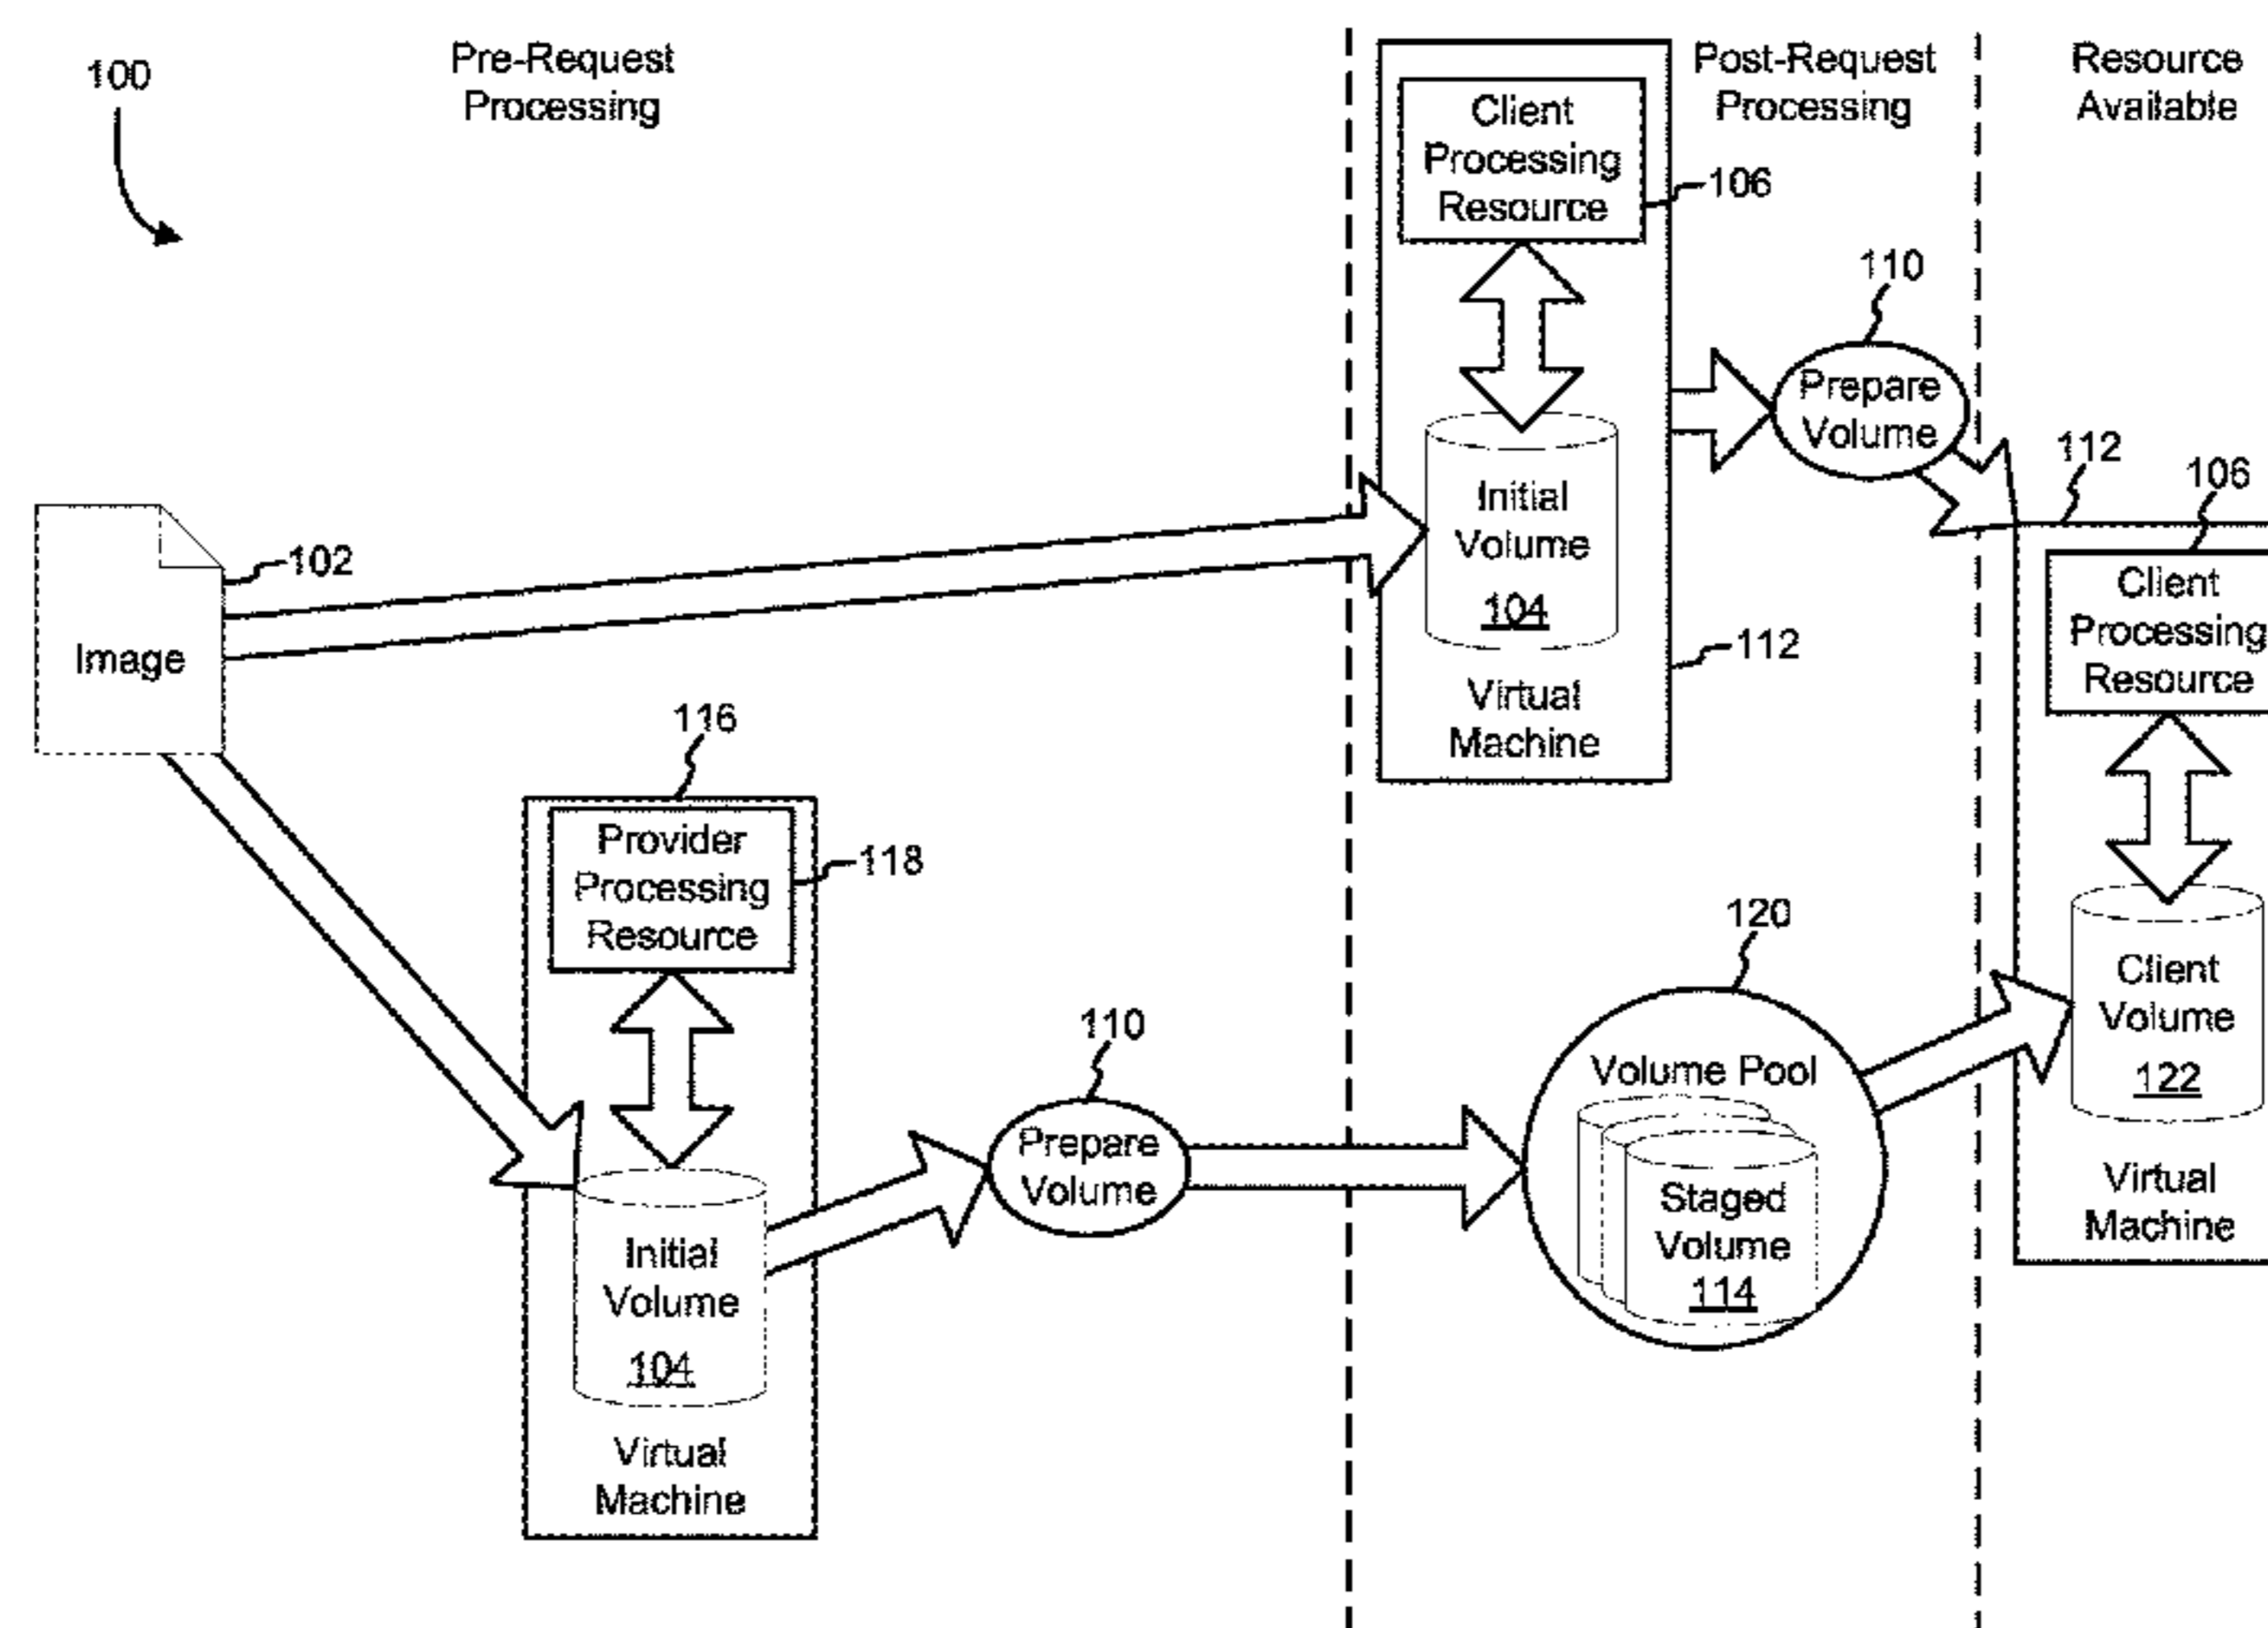 100
Pre-Request
Processing
Post-Request
Processing
Resource
Available
Client
Processing
Resource
106
110
Prepare
Volume
Initial
Volume
104
112
Virtual
Machine
102
Image
112
106
Client
Processing
Resource
116
Provider
Processing
Resource
118
Initial
Volume
104
Virtual
Machine
110
Prepare
Volume
120
Volume Pool
Staged
Volume
114
Client
Volume
122
Virtual
Machine